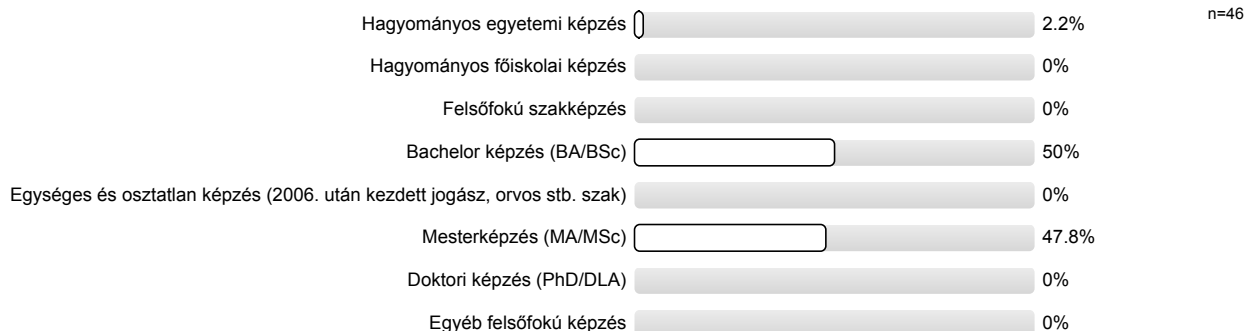 Hagyományos egyetemi képzés 2.2% n=46
Hagyományos főiskolai képzés 0%
Felsőfokú szakképzés 0%
Bachelor képzés (BA/BSc) 50%
Egységes és osztatlan képzés (2006. után kezdett jogász, orvos stb. szak) 0%
Mesterképzés (MA/MSc) 47.8%
Doktori képzés (PhD/DLA) 0%
Egyéb felsőfokú képzés 0%